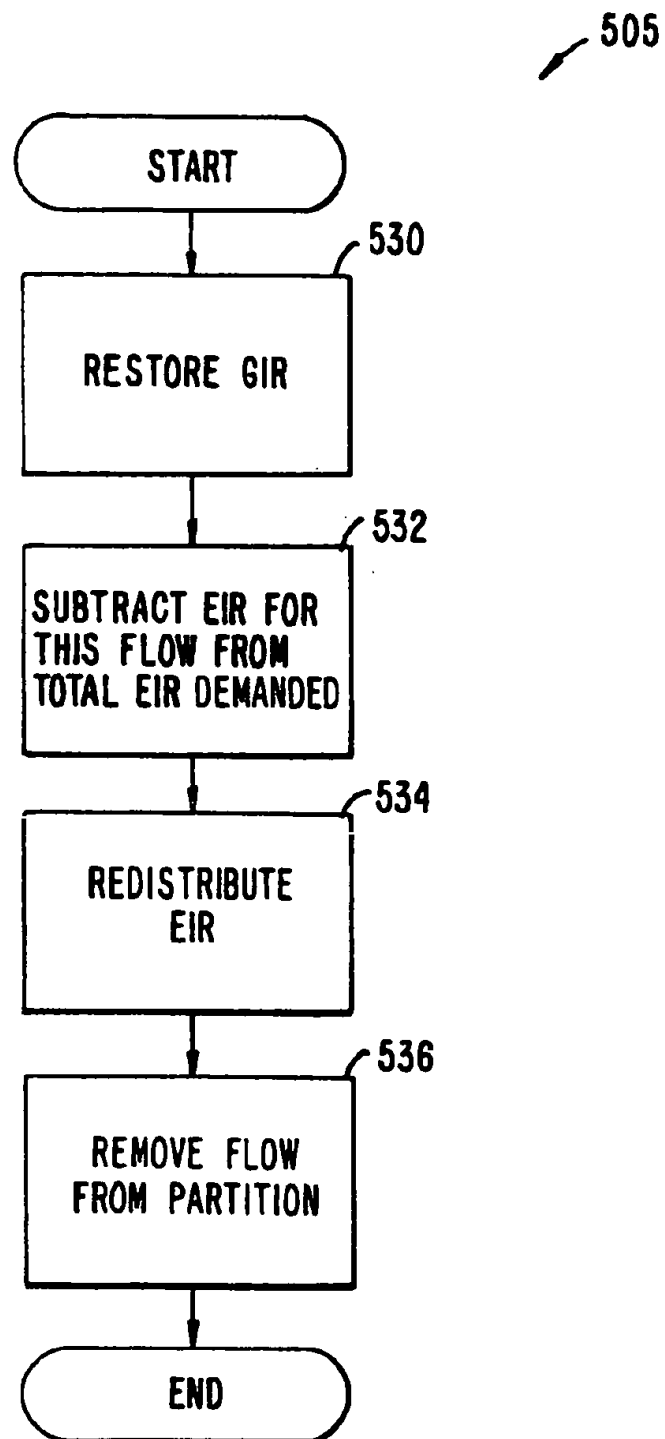 505
START
530
RESTORE GIR
532
SUBTRACT EIR FOR
THIS FLOW FROM
TOTAL EIR DEMANDED
534
REDISTRIBUTE
EIR
536
REMOVE FLOW
FROM PARTITION
END